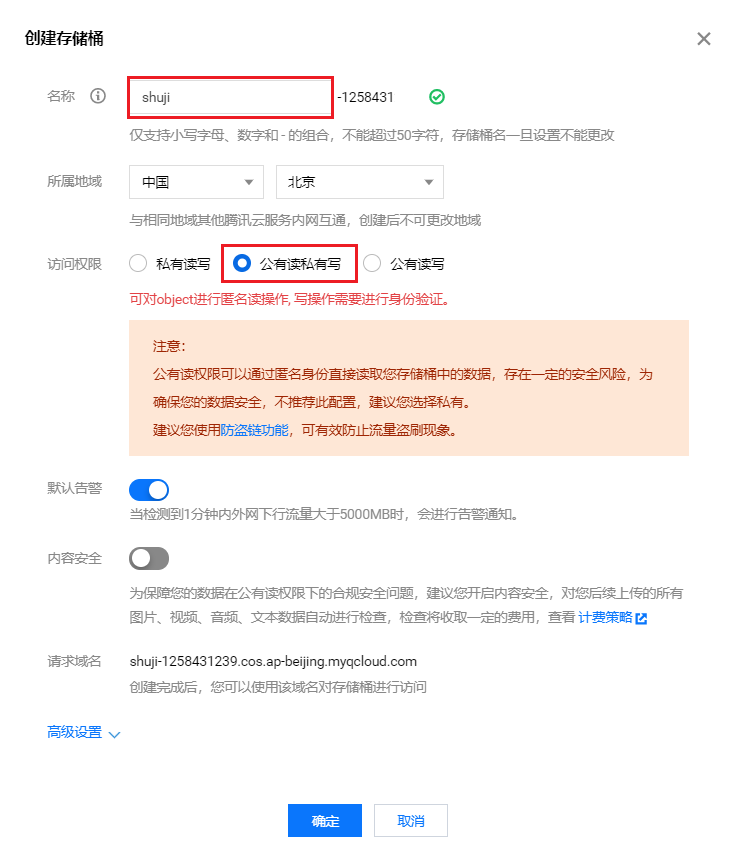 创建存储桶
名称 shuji -1258431
仅支持小写字母、数字和 - 的组合，不能超过50字符，存储桶名一旦设置不能更改
所属地域 中国 北京
与相同地域其他腾讯云服务内网互通，创建后不可更改地域
访问权限 私有读写 公有读私有写 公有读写
可对object进行匿名读操作, 写操作需要进行身份验证。
注意：
公有读权限可以通过匿名身份直接读取您存储桶中的数据，存在一定的安全风险，为
确保您的数据安全，不推荐此配置，建议您选择私有。
建议您使用防盗链功能，可有效防止流量盗刷现象。
默认告警
当检测到1分钟内外网下行流量大于5000MB时，会进行告警通知。
内容安全
为保障您的数据在公有读权限下的合规安全问题，建议您开启内容安全，对您后续上传的所有
图片、视频、音频、文本数据自动进行检查，检查将收取一定的费用，查看 计费策略
请求域名 shuji-1258431239.cos.ap-beijing.myqcloud.com
创建完成后，您可以使用该域名对存储桶进行访问
高级设置
确定 取消